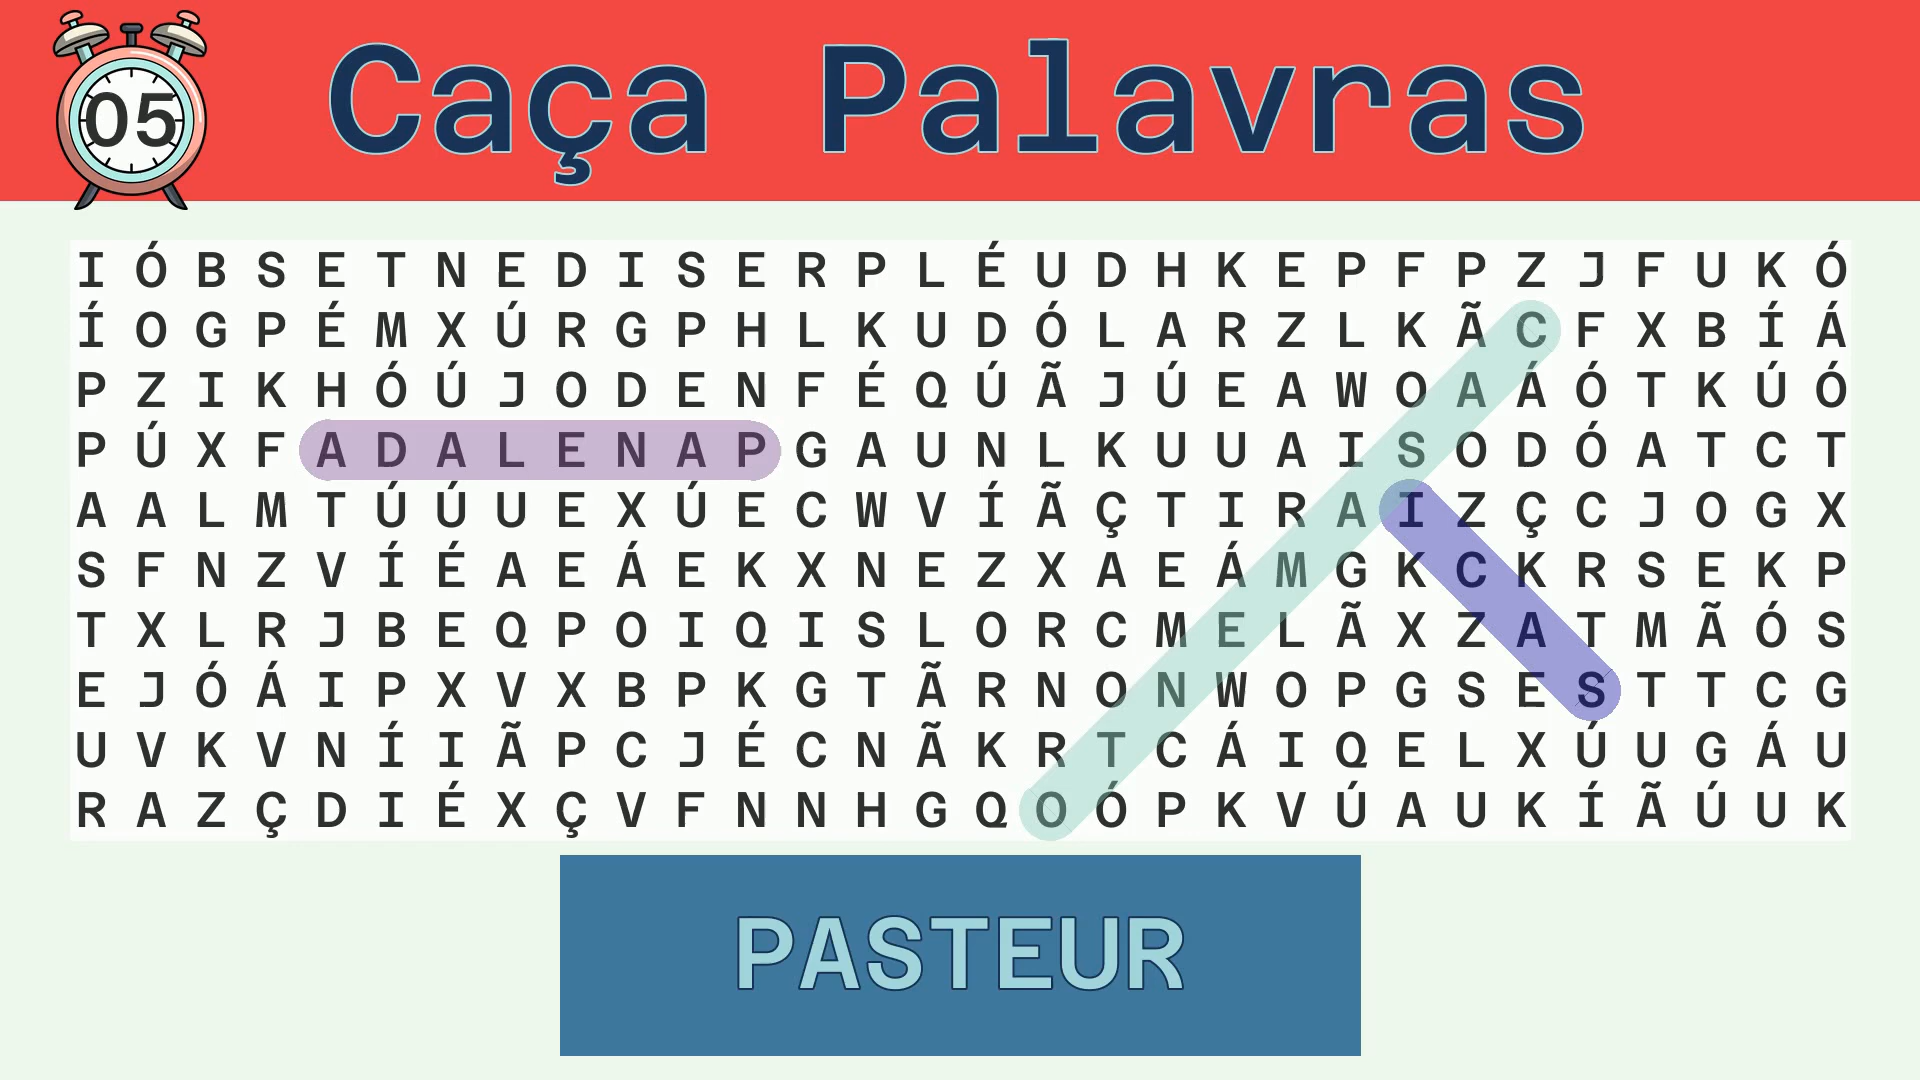 05
Caça Palavras
I Ó B S E T N E D I S E R P L É U D H K E P F P Z J F U K Ó
Í O G P É M X Ú R G P H L K U D Ó L A R Z L K Ã C F X B Í Á
P Z I K H Ó Ú J O D E N F É Q Ú Ã J Ú E A W O A Á Ó T K Ú Ó
P Ú X F A D A L E N A P G A U N L K U U A I S O D Ó A T C T
A A L M T Ú Ú U E X Ú E C W V Í Ã Ç T I R A I Z Ç C J O G X
S F N Z V Í É A E Á E K X N E Z X A E Á M G K C K R S E K P
T X L R J B E Q P O I Q I S L O R C M E L Ã X Z A T M Ã Ó S
E J Ó Á I P X V X B P K G T Ã R N O N W O P G S E S T T C G
U V K V N Í I Ã P C J É C N Ã K R T C Á I Q E L X Ú U G Á U
R A Z Ç D I É X Ç V F N N H G Q O Ó P K V Ú A U K Í Ã Ú U K
PASTEUR